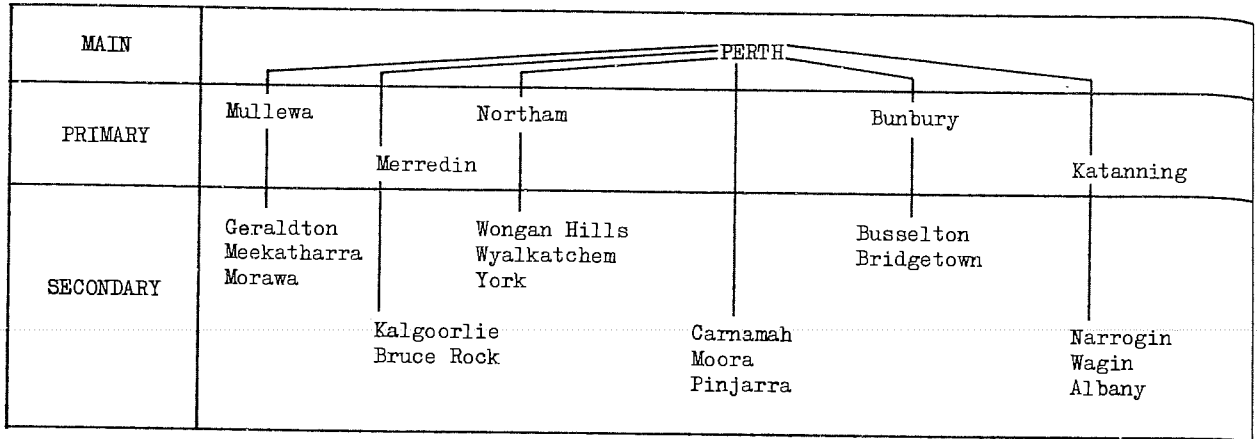 MAIN
PERTH
PRIMARY
Mullewa
Northam
Bunbury
Merredin
Katanning
SECONDARY
Geraldton
Meekatharra
Morawa
Wongan Hills
Wyalkatchem
York
Busselton
Bridgetown
Kalgoorlie
Bruce Rock
Carnamah
Moora
Pinjarra
Narrogin
Wagin
Albany